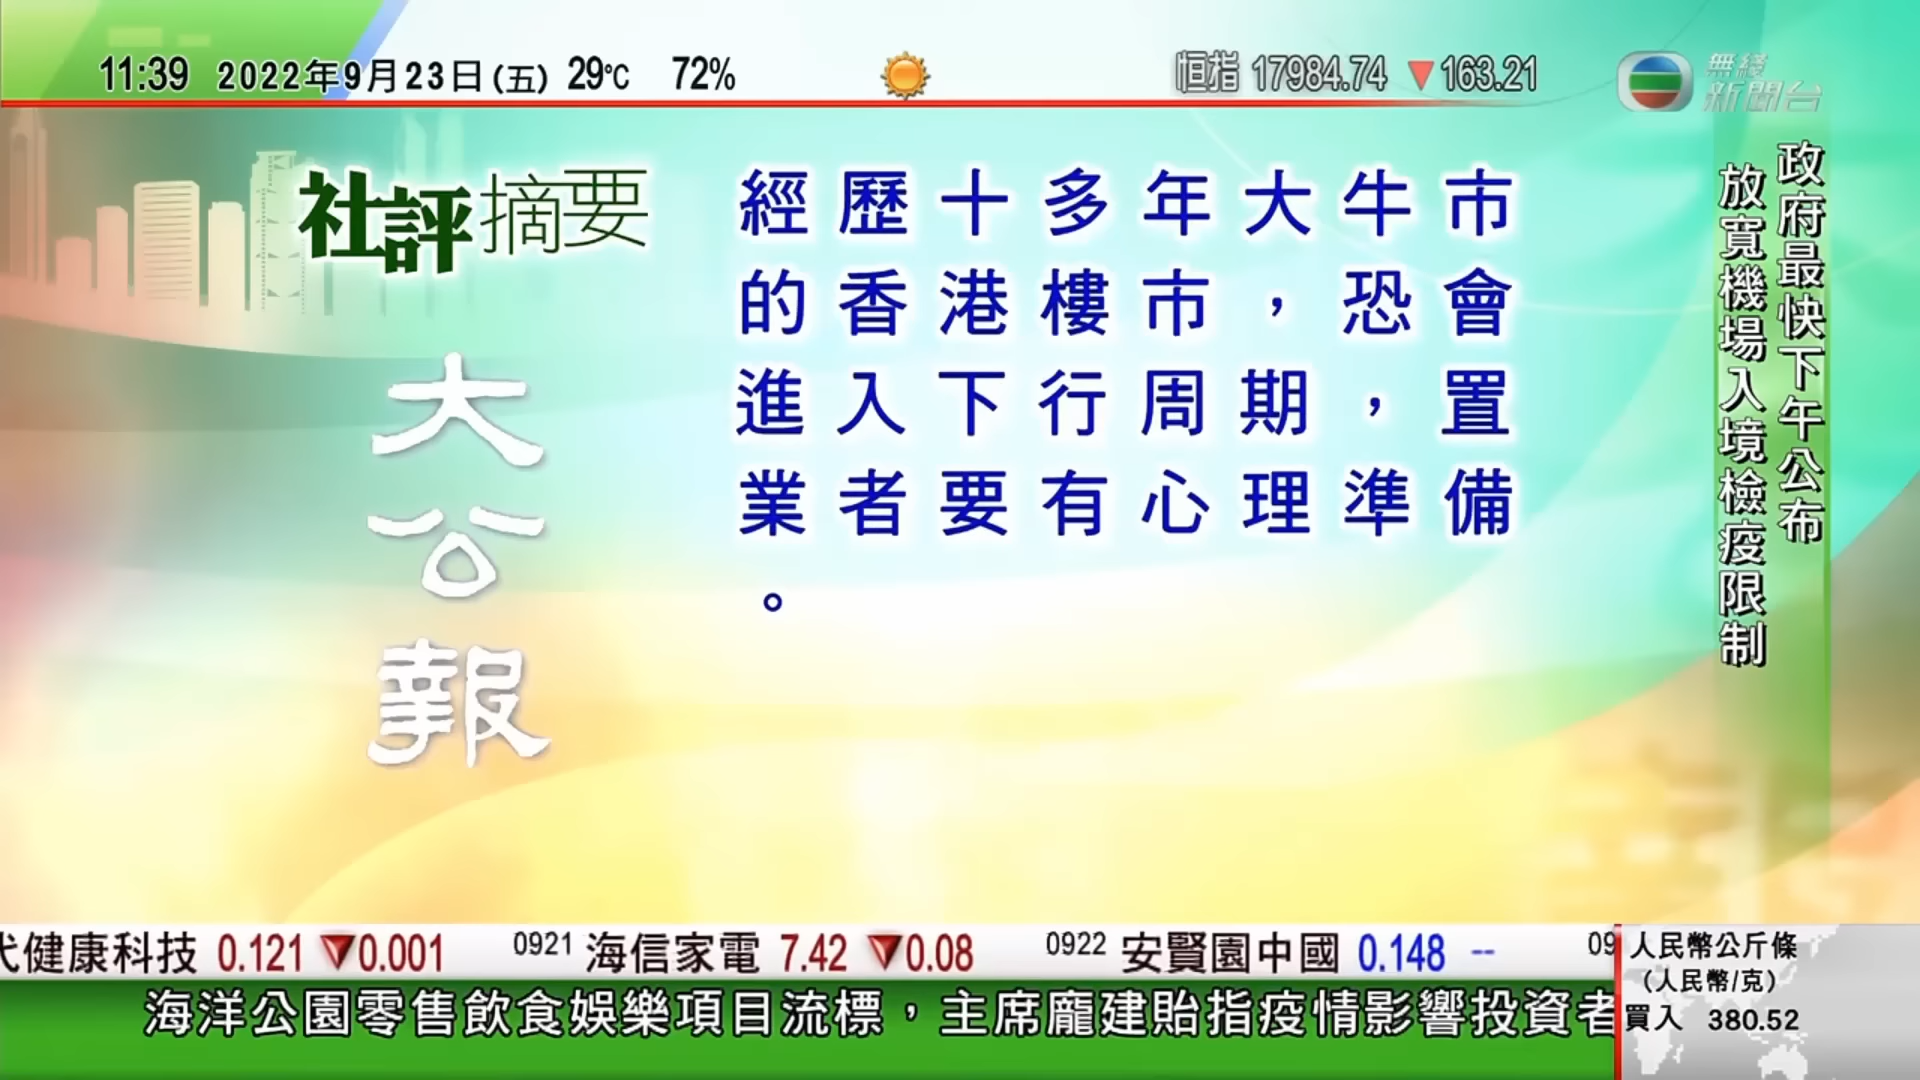 11:39 2022年9月23日(五) 29℃ 72% 恒指 17984.74 ▼163.21
無綫
新聞台
社評摘要
大公報
經歷十多年大牛市
的香港樓市，恐會
進入下行周期，置
業者要有心理準備
。
政府最快下午公布
放寬機場入境檢疫限制
代健康科技 0.121 ▼0.001 0921 海信家電 7.42 ▼0.08 0922 安賢園中國 0.148 -- 09
海洋公園零售飲食娛樂項目流標，主席龐建貽指疫情影響投資者
人民幣公斤條
(人民幣/克)
買入 380.52